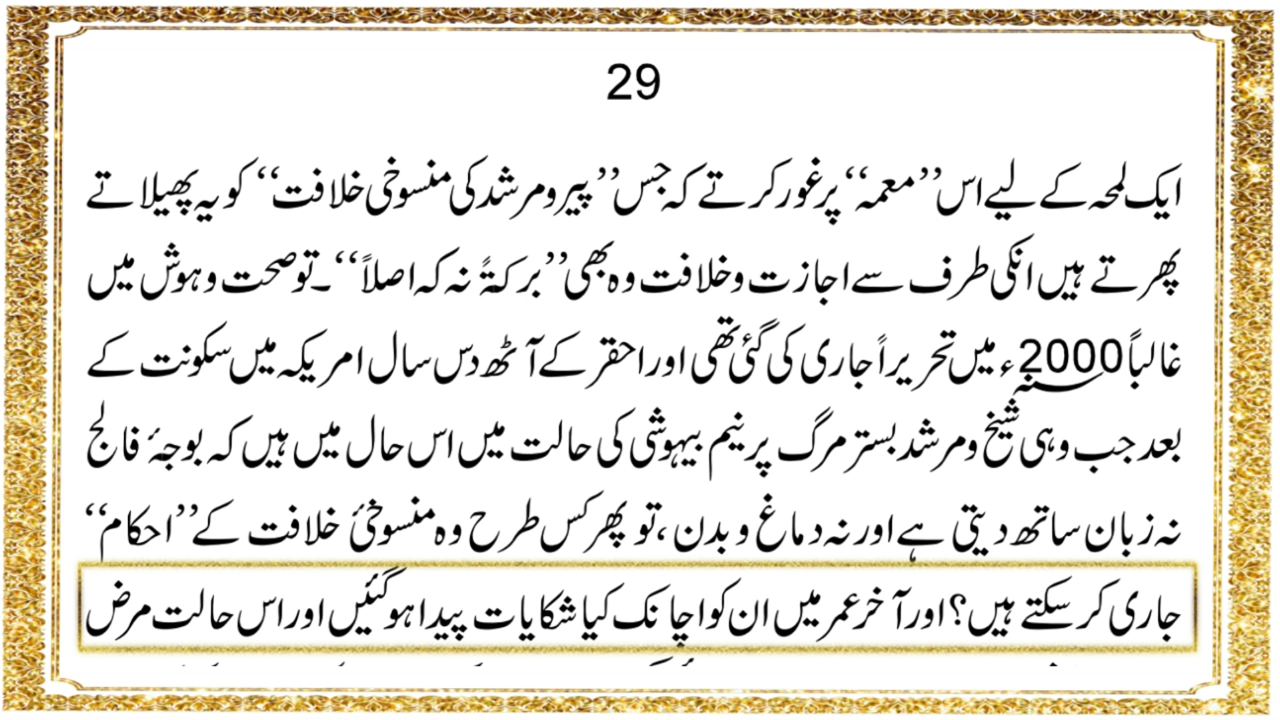 29
ایک لمحہ کے لیے اس ’’معمہ‘‘ پر غور کرتے کہ جس ’’پیر و مرشد کی منسوخی خلافت‘‘ کو یہ پھیلاتے
پھرتے ہیں انکی طرف سے اجازت و خلافت وہ بھی ’’برکۃً نہ کہ اصلاً‘‘۔ تو صحت و ہوش میں
غالباً 2000ء میں تحریراً جاری کی گئی تھی اور احقر کے آٹھ دس سال امریکہ میں سکونت کے
بعد جب وہی شیخ و مرشد بستر مرگ پر نیم بیہوشی کی حالت میں اس حال میں ہیں کہ بوجۂ فالج
نہ زبان ساتھ دیتی ہے اور نہ دماغ و بدن، تو پھر کس طرح وہ منسوخیٔ خلافت کے ’’احکام‘‘
جاری کر سکتے ہیں؟ اور آخر عمر میں ان کو اچانک کیا شکایات پیدا ہو گئیں اور اس حالت مرض